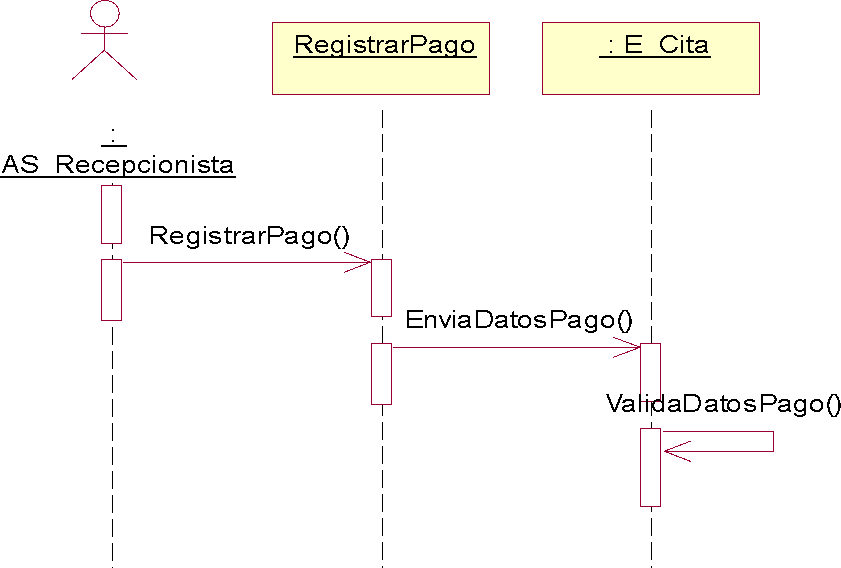 RegistrarPago
: E_Cita
:
AS_Recepcionista
RegistrarPago()
EnviaDatosPago()
ValidaDatosPago()